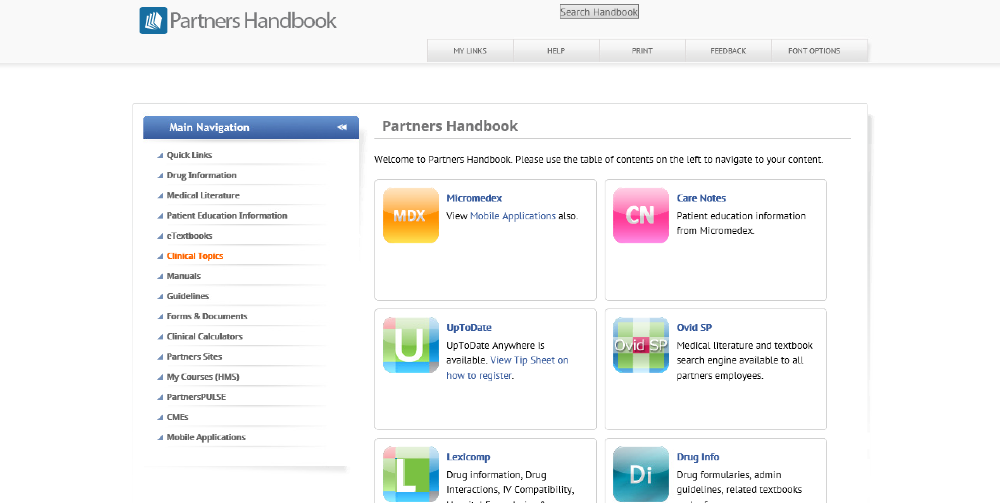 Partners Handbook
Search Handbook
MY LINKS
HELP
PRINT
FEEDBACK
FONT OPTIONS
Main Navigation
Quick Links
Drug Information
Medical Literature
Patient Education Information
eTextbooks
Clinical Topics
Manuals
Guidelines
Forms & Documents
Clinical Calculators
Partners Sites
My Courses (HMS)
PartnersPULSE
CMEs
Mobile Applications
Partners Handbook
Welcome to Partners Handbook. Please use the table of contents on the left to navigate to your content.
MDX
Micromedex
View Mobile Applications also.
CN
Care Notes
Patient education information
from Micromedex.
U
UpToDate
UpToDate Anywhere is
available. View Tip Sheet on
how to register.
Ovid SP
Ovid SP
Medical literature and textbook
search engine available to all
partners employees.
L
Lexicomp
Drug information, Drug
Interactions, IV Compatibility,
Di
Drug Info
Drug formularies, admin
guidelines, related textbooks